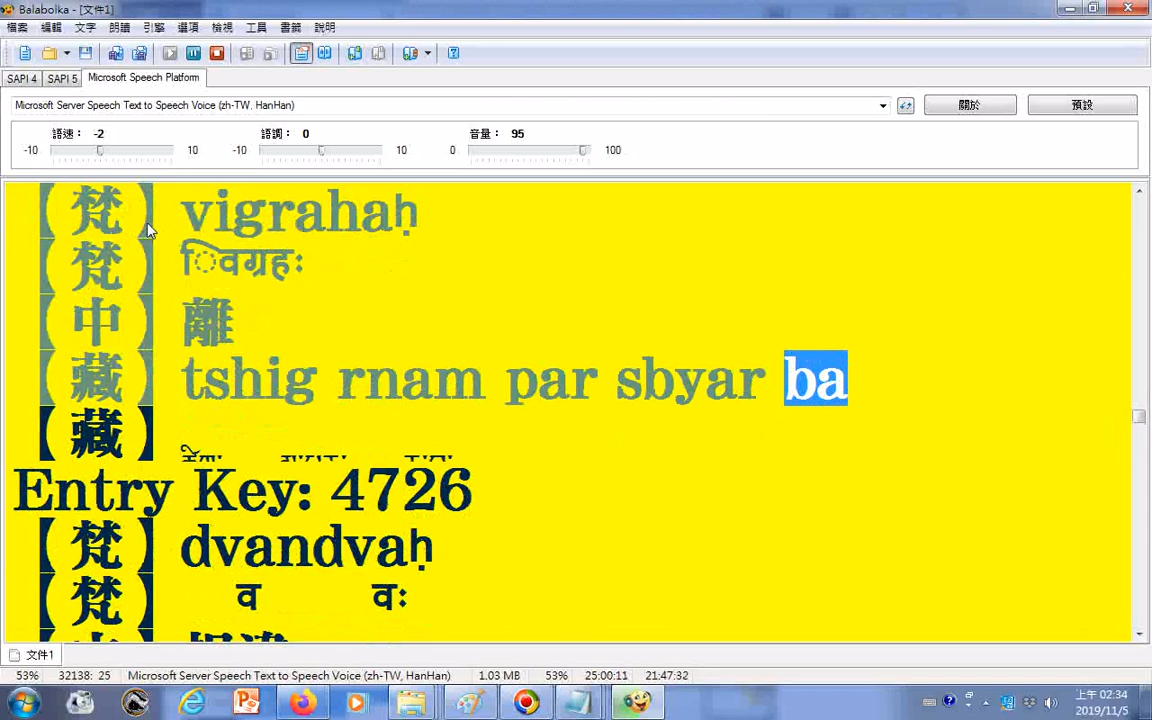 Balabolka - [文件1]
檔案 編輯 文字 朗讀 引擎 選項 檢視 工具 書籤 說明
SAPI 4 SAPI 5 Microsoft Speech Platform
Microsoft Server Speech Text to Speech Voice (zh-TW, HanHan) 關於 預設
語速： -2 語調： 0 音量： 95
-10 10 -10 10 0 100
【梵】 vigrahaḥ
【梵】 विग्रहः
【中】 離
【藏】 tshig rnam par sbyar ba
【藏】
Entry Key: 4726
【梵】 dvandvaḥ
【梵】 व वः
文件1
53% 32138: 25 Microsoft Server Speech Text to Speech Voice (zh-TW, HanHan) 1.03 MB 53% 25:00:11 21:47:32
上午 02:34
2019/11/5